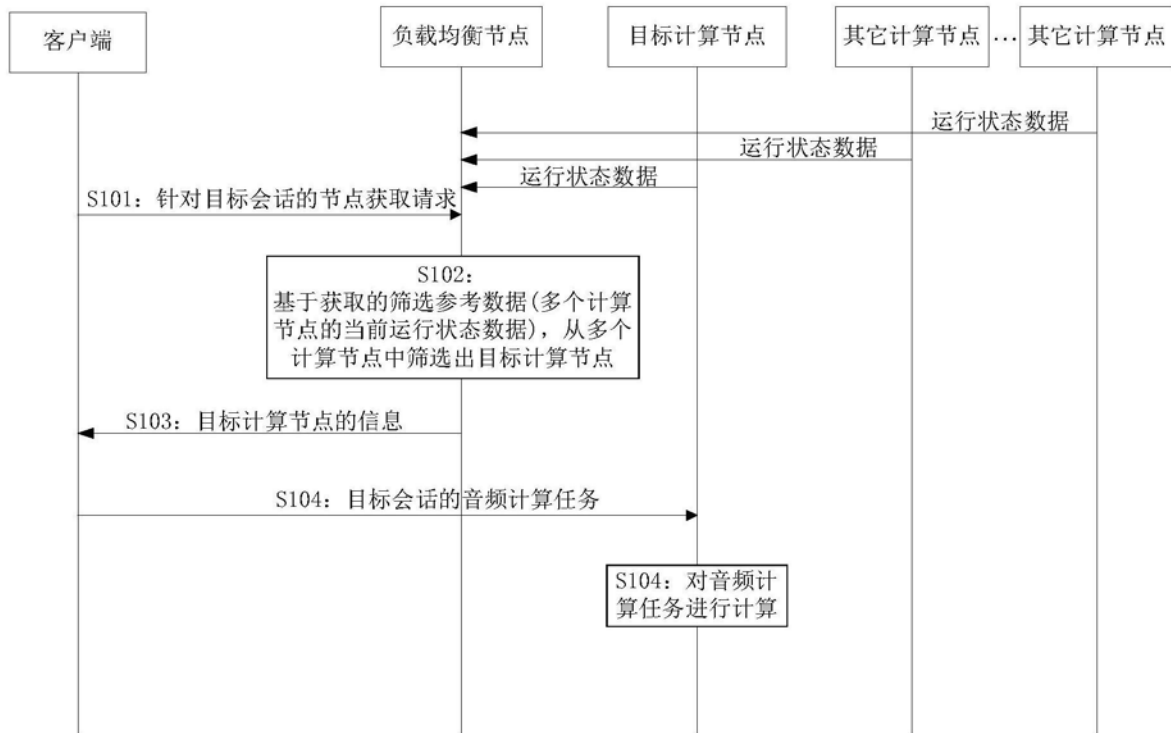 客户端
负载均衡节点
目标计算节点
其它计算节点
...
其它计算节点
运行状态数据
运行状态数据
运行状态数据
S101：针对目标会话的节点获取请求
S102：
基于获取的筛选参考数据(多个计算
节点的当前运行状态数据)，从多个
计算节点中筛选出目标计算节点
S103：目标计算节点的信息
S104：目标会话的音频计算任务
S104：对音频计
算任务进行计算